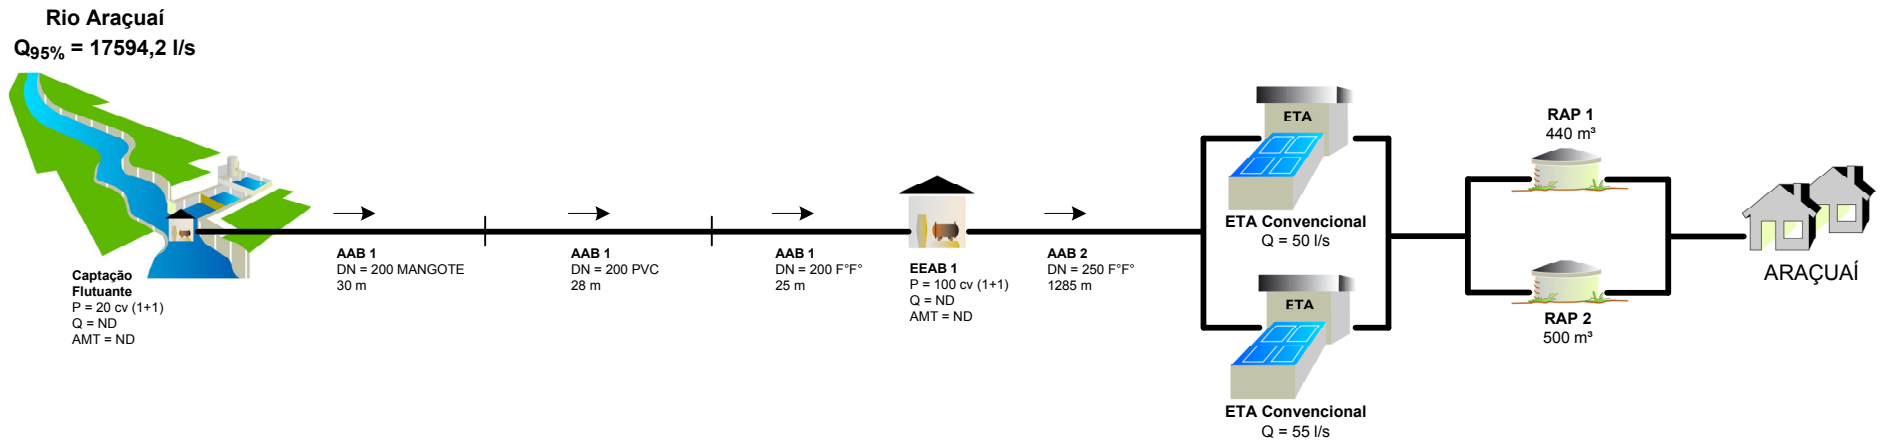 Rio Araçuaí
Q95% = 17594,2 l/s
Captação
Flutuante
P = 20 cv (1+1)
Q = ND
AMT = ND
AAB 1
DN = 200 MANGOTE
30 m
AAB 1
DN = 200 PVC
28 m
AAB 1
DN = 200 F°F°
25 m
EEAB 1
P = 100 cv (1+1)
Q = ND
AMT = ND
AAB 2
DN = 250 F°F°
1285 m
ETA
ETA Convencional
Q = 50 l/s
ETA
ETA Convencional
Q = 55 l/s
RAP 1
440 m³
RAP 2
500 m³
ARAÇUAÍ